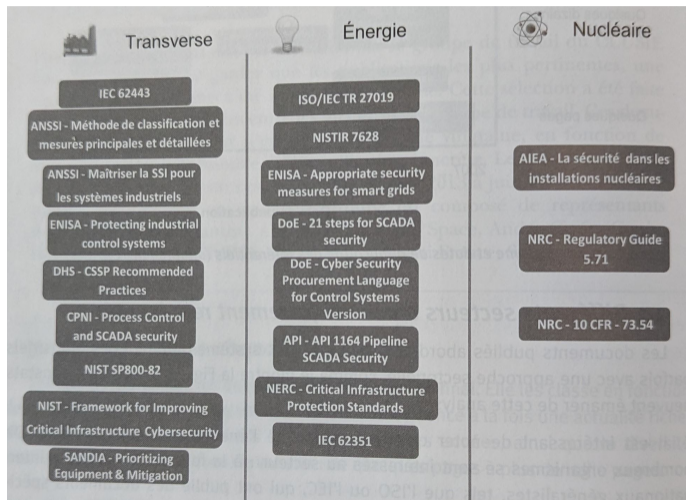 Transverse
IEC 62443
ANSSI - Méthode de classification et
mesures principales et détaillées
ANSSI - Maîtriser la SSI pour
les systèmes industriels
ENISA - Protecting industrial
control systems
DHS - CSSP Recommended
Practices
CPNI - Process Control
and SCADA security
NIST SP800-82
NIST - Framework for Improving
Critical Infrastructure Cybersecurity
SANDIA - Prioritizing
Equipment & Mitigation
Énergie
ISO/IEC TR 27019
NISTIR 7628
ENISA - Appropriate security
measures for smart grids
DoE - 21 steps for SCADA
security
DoE - Cyber Security
Procurement Language
for Control Systems
Version
API - API 1164 Pipeline
SCADA Security
NERC - Critical Infrastructure
Protection Standards
IEC 62351
Nucléaire
AIEA - La sécurité dans les
installations nucléaires
NRC - Regulatory Guide
5.71
NRC - 10 CFR - 73.54